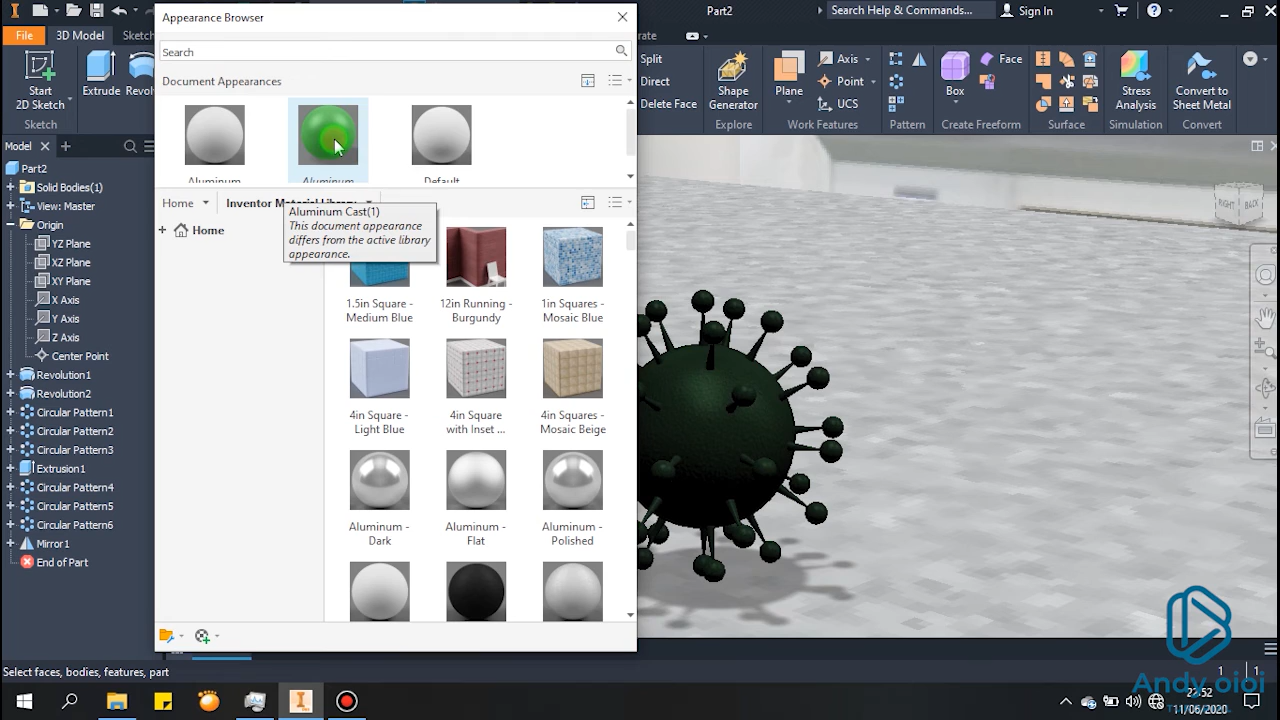 Appearance Browser
Part2
Search Help & Commands...
Sign In
File
3D Model
Sketch
Search
Document Appearances
Start
2D Sketch
Extrude
Sketch
Split
Direct
Delete Face
Shape
Generator
Explore
Plane
Axis
Point
UCS
Work Features
Pattern
Box
Face
Create Freeform
Surface
Stress
Analysis
Simulation
Convert to
Sheet Metal
Convert
Model
Part2
Solid Bodies(1)
View: Master
Origin
YZ Plane
XZ Plane
XY Plane
X Axis
Y Axis
Z Axis
Center Point
Revolution1
Revolution2
Circular Pattern1
Circular Pattern2
Circular Pattern3
Extrusion1
Circular Pattern4
Circular Pattern5
Circular Pattern6
Mirror1
End of Part
Aluminum
Aluminum
Default
Home
Inventor Material Library
Aluminum Cast(1)
This document appearance
differs from the active library
appearance.
Home
1.5in Square -
Medium Blue
12in Running -
Burgundy
1in Squares -
Mosaic Blue
4in Square -
Light Blue
4in Square
with Inset ...
4in Squares -
Mosaic Beige
Aluminum -
Dark
Aluminum -
Flat
Aluminum -
Polished
RIGHT
BACK
Select faces, bodies, features, part
1
1
Andy oioi
23:52
11/06/2020